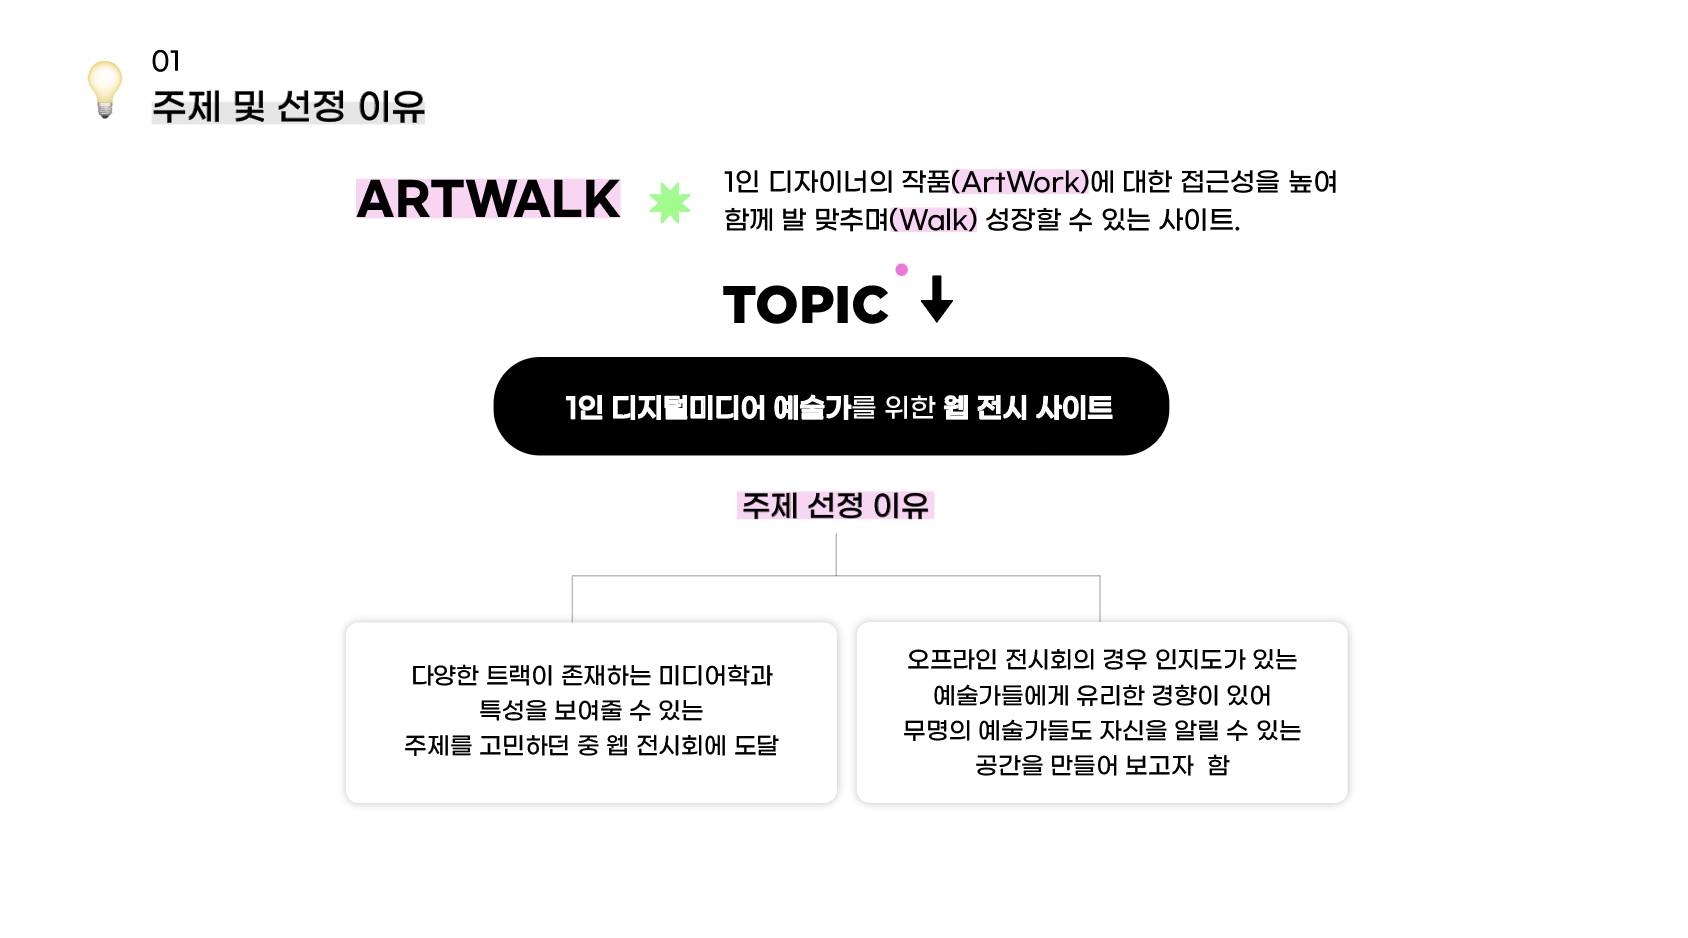 01
주제 및 선정 이유
ARTWALK
1인 디자이너의 작품(ArtWork)에 대한 접근성을 높여
함께 발 맞추며(Walk) 성장할 수 있는 사이트.
TOPIC
1인 디지털미디어 예술가를 위한 웹 전시 사이트
주제 선정 이유
다양한 트랙이 존재하는 미디어학과
특성을 보여줄 수 있는
주제를 고민하던 중 웹 전시회에 도달
오프라인 전시회의 경우 인지도가 있는
예술가들에게 유리한 경향이 있어
무명의 예술가들도 자신을 알릴 수 있는
공간을 만들어 보고자 함